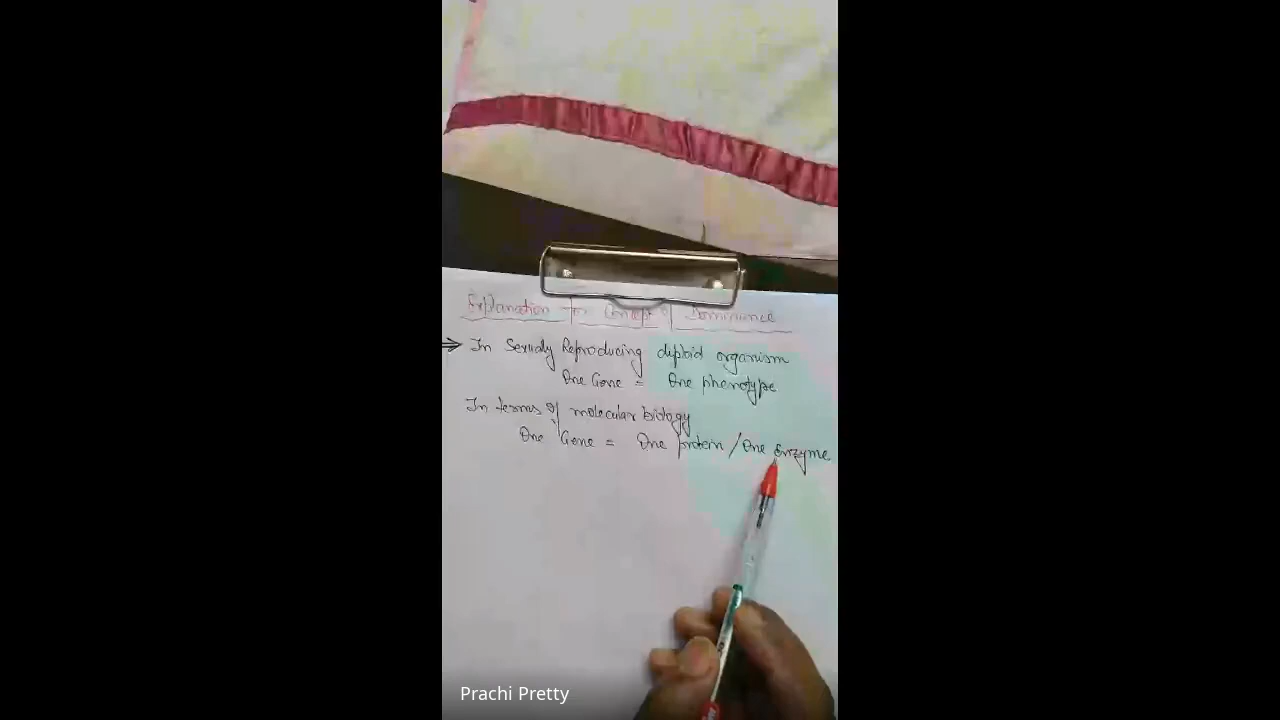 Explanation for Concept of Dominance
⇒ In Sexually Reproducing diploid organism
One Gene = One phenotype
In terms of molecular biology
One Gene = One protein / One Enzyme
Prachi Pretty